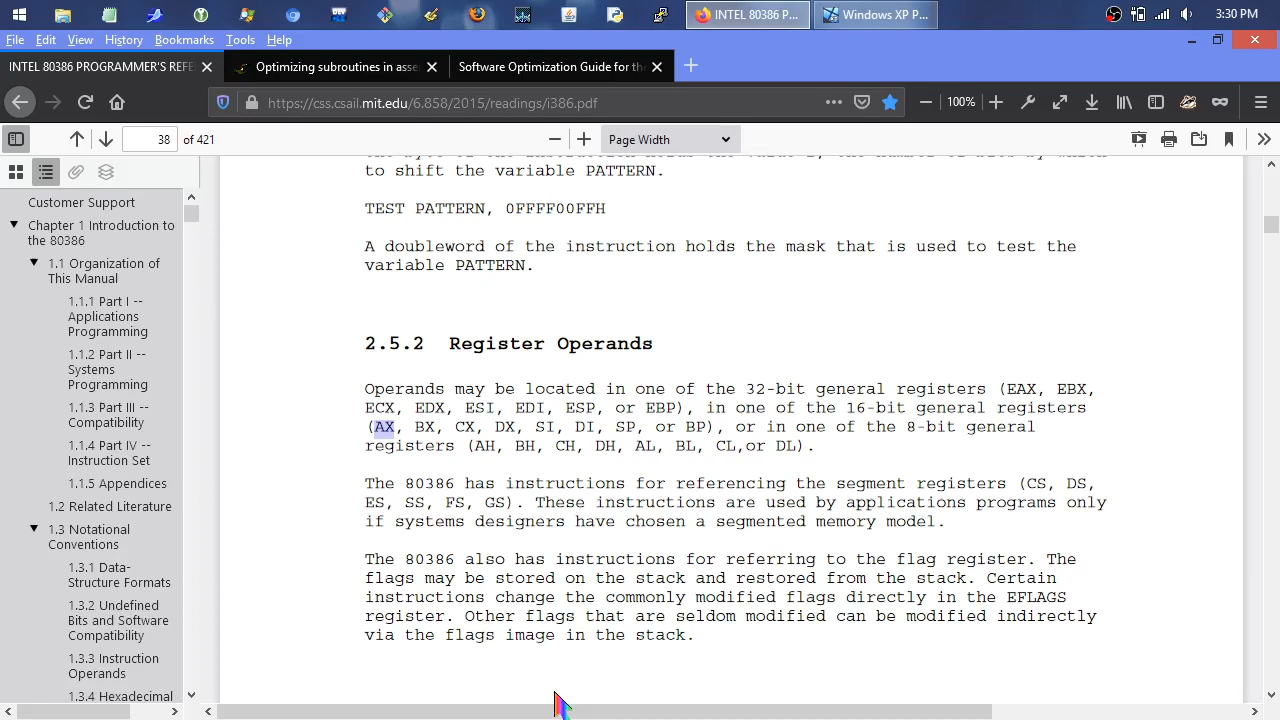 INTEL 80386 P...
Windows XP P...
3:30 PM
File Edit View History Bookmarks Tools Help
INTEL 80386 PROGRAMMER'S REFE
Optimizing subroutines in asse
Software Optimization Guide for th
https://css.csail.mit.edu/6.858/2015/readings/i386.pdf
100%
38 of 421
Page Width
Customer Support
Chapter 1 Introduction to
the 80386
1.1 Organization of
This Manual
1.1.1 Part I --
Applications
Programming
1.1.2 Part II --
Systems
Programming
1.1.3 Part III --
Compatibility
1.1.4 Part IV --
Instruction Set
1.1.5 Appendices
1.2 Related Literature
1.3 Notational
Conventions
1.3.1 Data-
Structure Formats
1.3.2 Undefined
Bits and Software
Compatibility
1.3.3 Instruction
Operands
1.3.4 Hexadecimal
to shift the variable PATTERN.
TEST PATTERN, 0FFFF00FFH
A doubleword of the instruction holds the mask that is used to test the
variable PATTERN.
2.5.2 Register Operands
Operands may be located in one of the 32-bit general registers (EAX, EBX,
ECX, EDX, ESI, EDI, ESP, or EBP), in one of the 16-bit general registers
(AX, BX, CX, DX, SI, DI, SP, or BP), or in one of the 8-bit general
registers (AH, BH, CH, DH, AL, BL, CL,or DL).
The 80386 has instructions for referencing the segment registers (CS, DS,
ES, SS, FS, GS). These instructions are used by applications programs only
if systems designers have chosen a segmented memory model.
The 80386 also has instructions for referring to the flag register. The
flags may be stored on the stack and restored from the stack. Certain
instructions change the commonly modified flags directly in the EFLAGS
register. Other flags that are seldom modified can be modified indirectly
via the flags image in the stack.